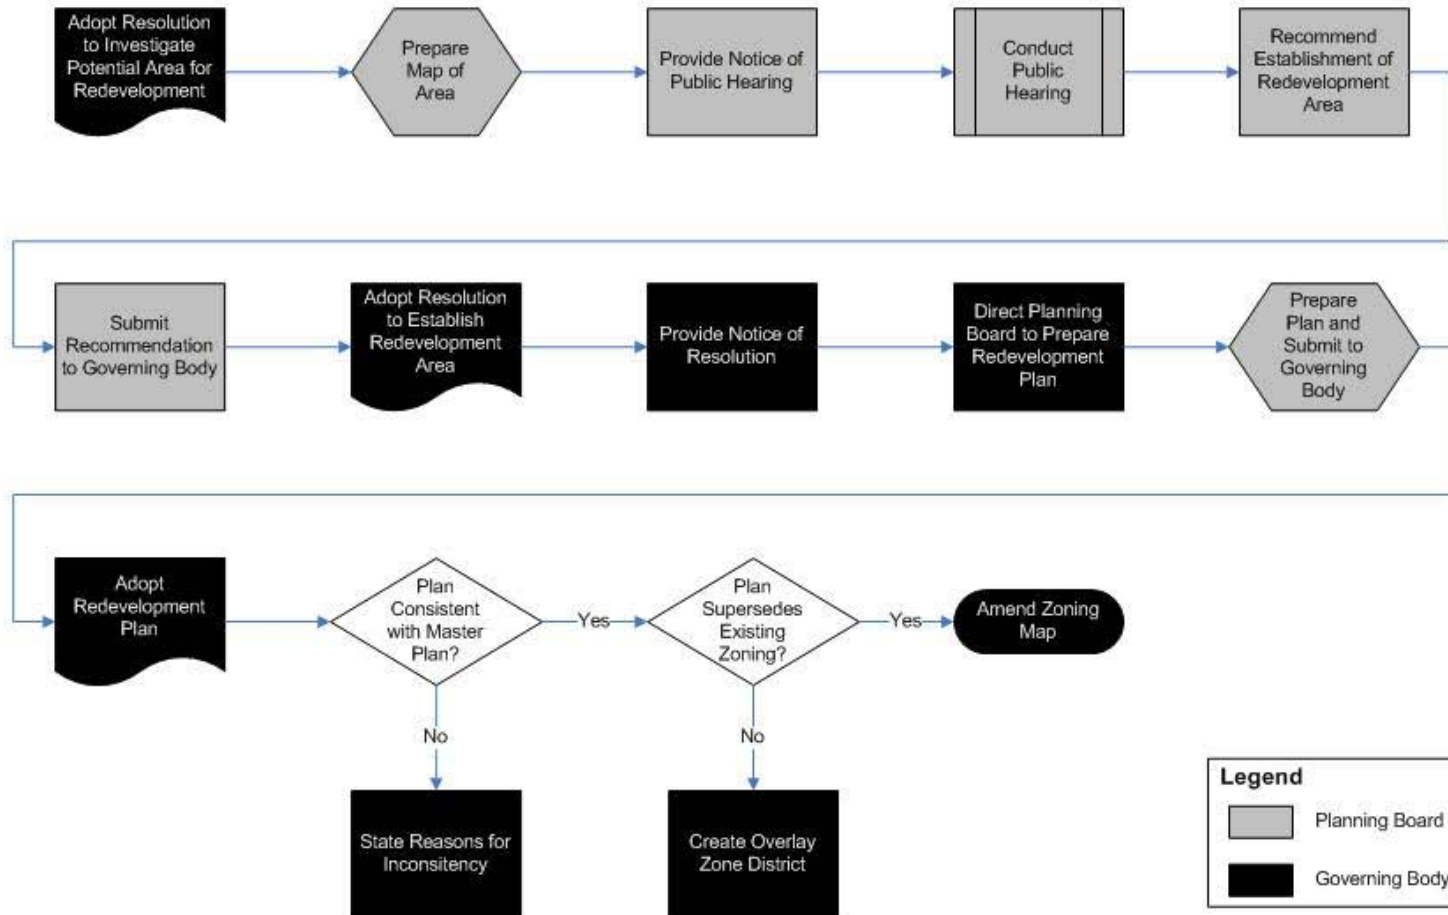 Adopt Resolution
to Investigate
Potential Area for
Redevelopment
Prepare
Map of
Area
Provide Notice of
Public Hearing
Conduct
Public
Hearing
Recommend
Establishment of
Redevelopment
Area
Submit
Recommendation
to Governing Body
Adopt Resolution
to Establish
Redevelopment
Area
Provide Notice of
Resolution
Direct Planning
Board to Prepare
Redevelopment
Plan
Prepare
Plan and
Submit to
Governing
Body
Adopt
Redevelopment
Plan
Plan
Consistent
with Master
Plan?
Yes
Plan
Supersedes
Existing
Zoning?
Yes
Amend Zoning
Map
No
No
State Reasons for
Inconsitency
Create Overlay
Zone District
Legend
Planning Board
Governing Body